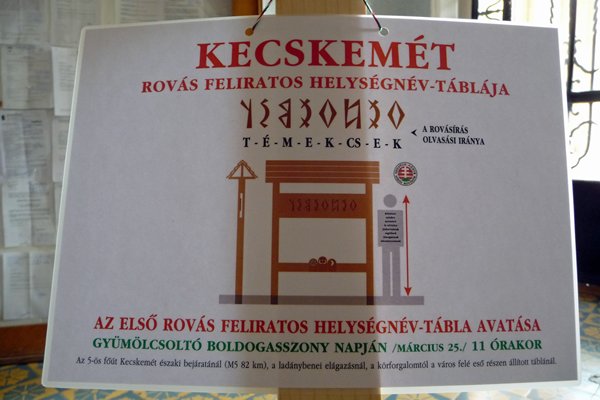 KECSKEMÉT
ROVÁS FELIRATOS HELYSÉGNÉV-TÁBLÁJA
T - É - M - E - K - CS - E - K
A ROVÁSÍRÁS
OLVASÁSI IRÁNYA
AZ ELSŐ ROVÁS FELIRATOS HELYSÉGNÉV-TÁBLA AVATÁSA
GYÜMÖLCSOLTÓ BOLDOGASSZONY NAPJÁN /MÁRCIUS 25./ 11 ÓRAKOR
Az 5-ös főút Kecskemét északi bejáratánál (M5 82 km), a ladánybenei elágazásnál, a körforgalomtól a város felé eső részen állított táblánál.